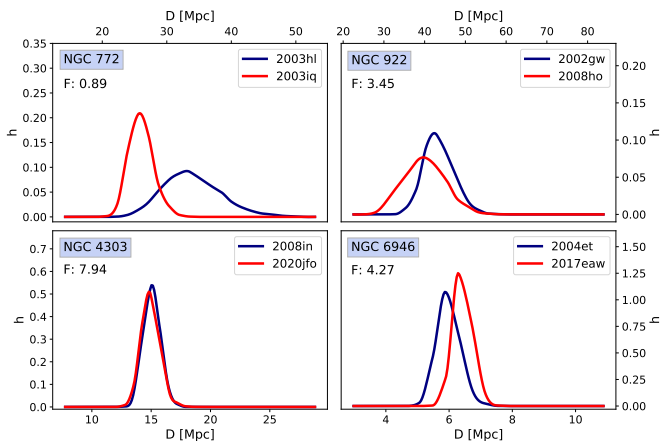 D [Mpc]
D [Mpc]
20 30 40 50
20 30 40 50 60 70 80
0.35
0.30
0.25
0.20
0.15
0.10
0.05
0.00
h
NGC 772
F: 0.89
2003hl
2003iq
NGC 922
F: 3.45
2002gw
2008ho
0.20
0.15
0.10
0.05
0.00
h
0.7
0.6
0.5
0.4
0.3
0.2
0.1
0.0
h
NGC 4303
F: 7.94
2008in
2020jfo
NGC 6946
F: 4.27
2004et
2017eaw
1.50
1.25
1.00
0.75
0.50
0.25
0.00
h
10 15 20 25
4 6 8 10
D [Mpc]
D [Mpc]